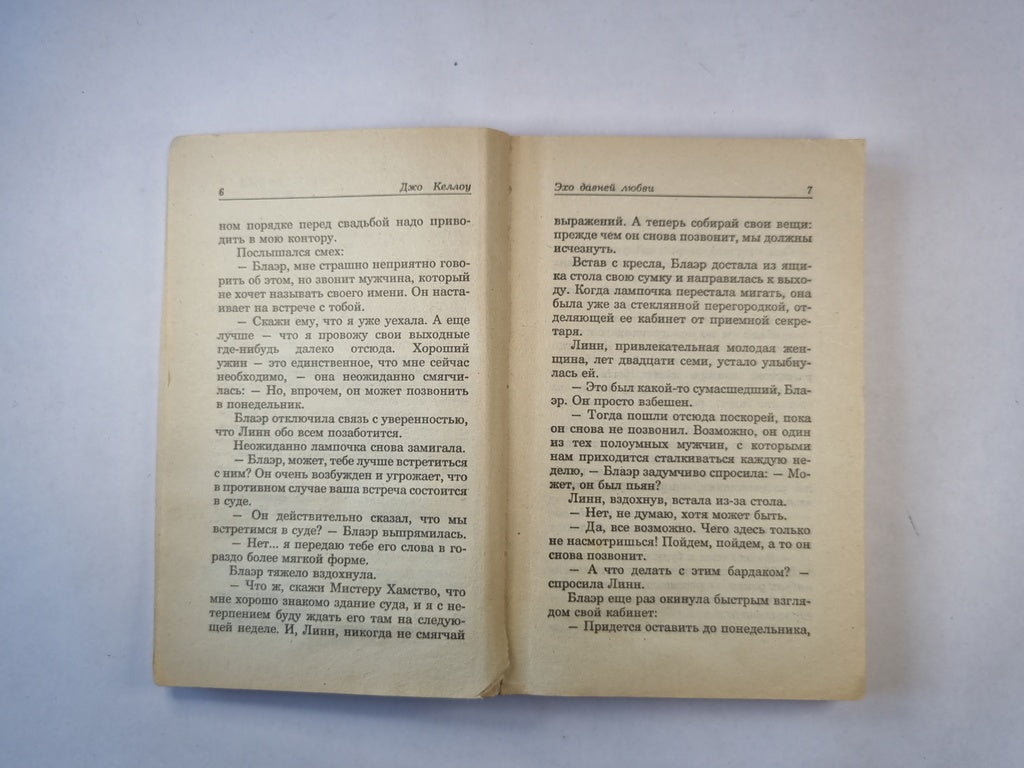 6
Джо Келлоу
ном порядке перед свадьбой надо приво-
дить в мою контору.
Послышался смех:
— Блаэр, мне страшно неприятно гово-
рить об этом, но звонит мужчина, который
не хочет называть своего имени. Он наста-
ивает на встрече с тобой.
— Скажи ему, что я уже уехала. А еще
лучше — что я провожу свои выходные
где-нибудь далеко отсюда. Хороший
ужин — это единственное, что мне сейчас
необходимо, — она неожиданно смягчи-
лась: — Но, впрочем, он может позвонить
в понедельник.
Блаэр отключила связь с уверенностью,
что Линн обо всем позаботится.
Неожиданно лампочка снова замигала.
— Блаэр, может, тебе лучше встретиться
с ним? Он очень возбужден и угрожает, что
в противном случае ваша встреча состоится
в суде.
— Он действительно сказал, что мы
встретимся в суде? — Блаэр выпрямилась.
— Нет... я передаю тебе его слова в го-
раздо более мягкой форме.
Блаэр тяжело вздохнула.
— Что ж, скажи Мистеру Хамство, что
мне хорошо знакомо здание суда, и я с не-
терпением буду ждать его там на следую-
щей неделе. И, Линн, никогда не смягчай
Эхо давней любви
7
выражений. А теперь собирай свои вещи:
прежде чем он снова позвонит, мы должны
исчезнуть.
Встав с кресла, Блаэр достала из ящи-
ка стола свою сумку и направилась к выхо-
ду. Когда лампочка перестала мигать, она
была уже за стеклянной перегородкой, от-
деляющей ее кабинет от приемной секре-
таря.
Линн, привлекательная молодая жен-
щина, лет двадцати семи, устало улыбну-
лась ей.
— Это был какой-то сумасшедший, Бла-
эр. Он просто взбешен.
— Тогда пошли отсюда поскорей, пока
он снова не позвонил. Возможно, он один
из тех полоумных мужчин, с которыми
нам приходится сталкиваться каждую не-
делю, — Блаэр задумчиво спросила: — Мо-
жет, он был пьян?
Линн, вздохнув, встала из-за стола.
— Нет, не думаю, хотя может быть.
— Да, все возможно. Чего здесь только
не насмотришься! Пойдем, пойдем, а то он
снова позвонит.
— А что делать с этим бардаком? —
спросила Линн.
Блаэр еще раз окинула быстрым взгля-
дом свой кабинет:
— Придется оставить до понедельника,